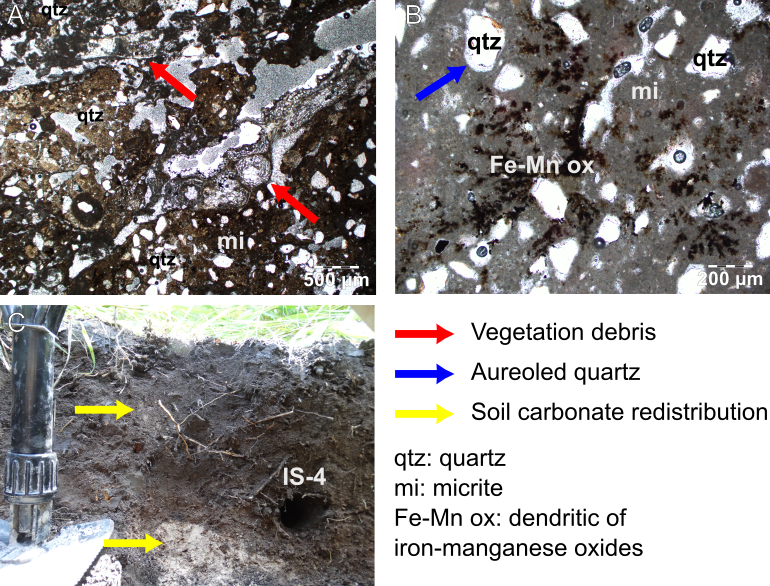 A
qtz
qtz
mi
qtz
500 µm
B
qtz
qtz
mi
Fe-Mn ox
200 µm
C
IS-4
Vegetation debris
Aureoled quartz
Soil carbonate redistribution
qtz: quartz
mi: micrite
Fe-Mn ox: dendritic of
iron-manganese oxides